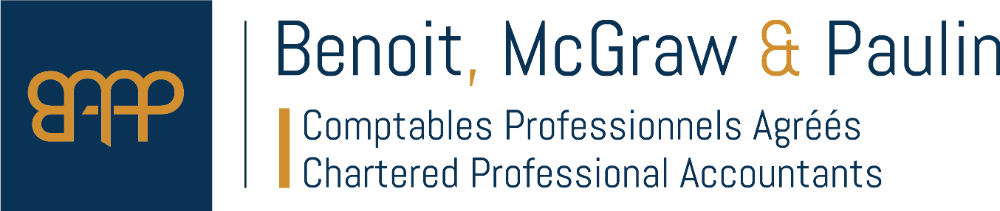 Benoit, McGraw & Paulin
Comptables Professionnels Agréés
Chartered Professional Accountants